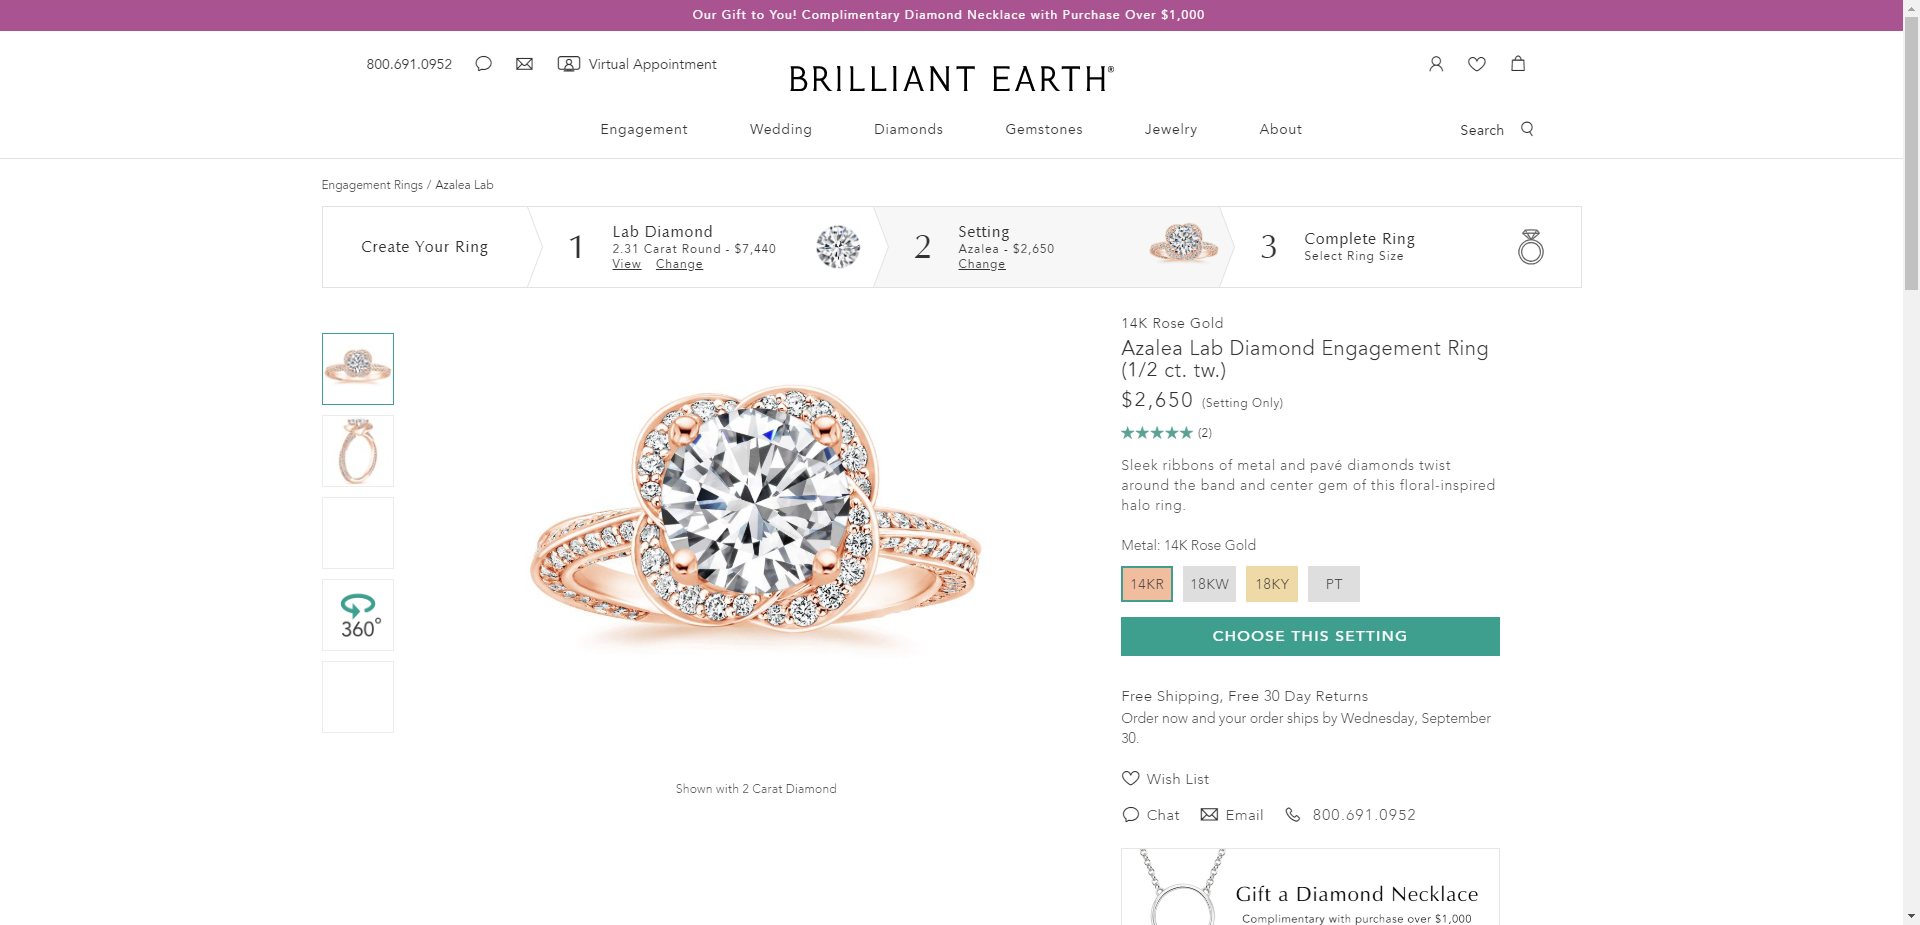 Our Gift to You! Complimentary Diamond Necklace with Purchase Over $1,000
800.691.0952
Virtual Appointment
BRILLIANT EARTH®
Engagement
Wedding
Diamonds
Gemstones
Jewelry
About
Search
Engagement Rings / Azalea Lab
Create Your Ring
1
Lab Diamond
2.31 Carat Round - $7,440
View Change
2
Setting
Azalea - $2,650
Change
3
Complete Ring
Select Ring Size
360°
Shown with 2 Carat Diamond
14K Rose Gold
Azalea Lab Diamond Engagement Ring
(1/2 ct. tw.)
$2,650 (Setting Only)
(2)
Sleek ribbons of metal and pavé diamonds twist
around the band and center gem of this floral-inspired
halo ring.
Metal: 14K Rose Gold
14KR
18KW
18KY
PT
CHOOSE THIS SETTING
Free Shipping, Free 30 Day Returns
Order now and your order ships by Wednesday, September
30.
Wish List
Chat
Email
800.691.0952
Gift a Diamond Necklace
Complimentary with purchase over $1,000